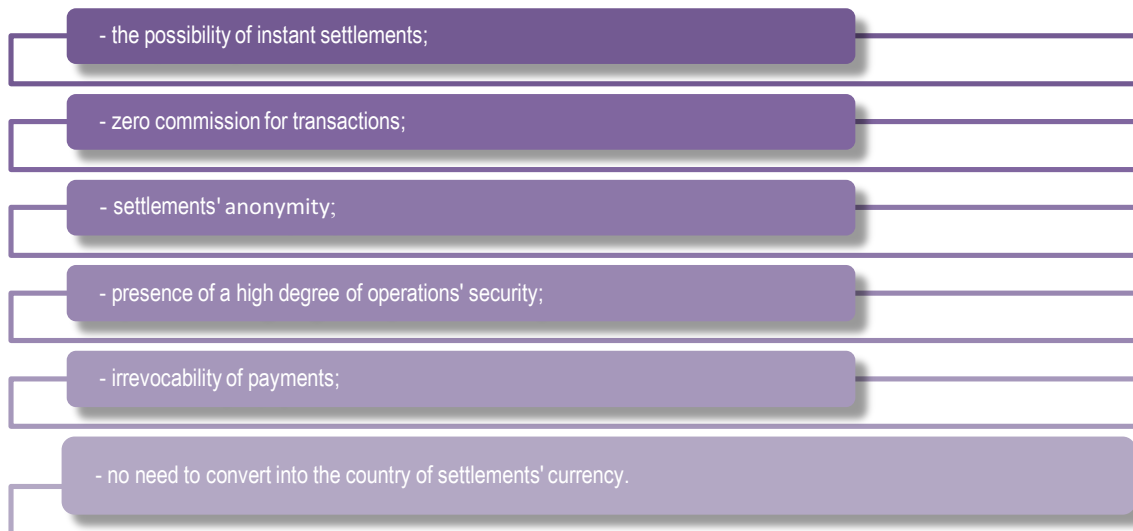 - the possibility of instant settlements;
- zero commission for transactions;
- settlements' anonymity;
- presence of a high degree of operations' security;
- irrevocability of payments;
- no need to convert into the country of settlements' currency.